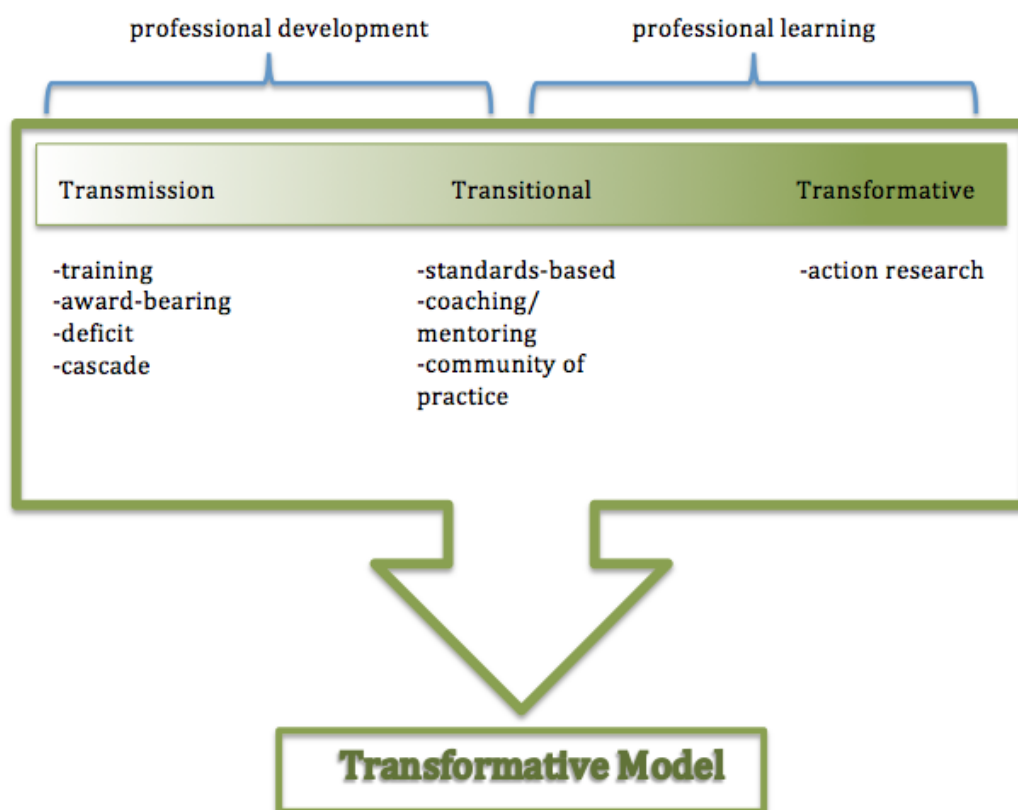 professional development professional learning
Transmission Transitional Transformative
-training
-award-bearing
-deficit
-cascade
-standards-based
-coaching/
mentoring
-community of
practice
-action research
Transformative Model